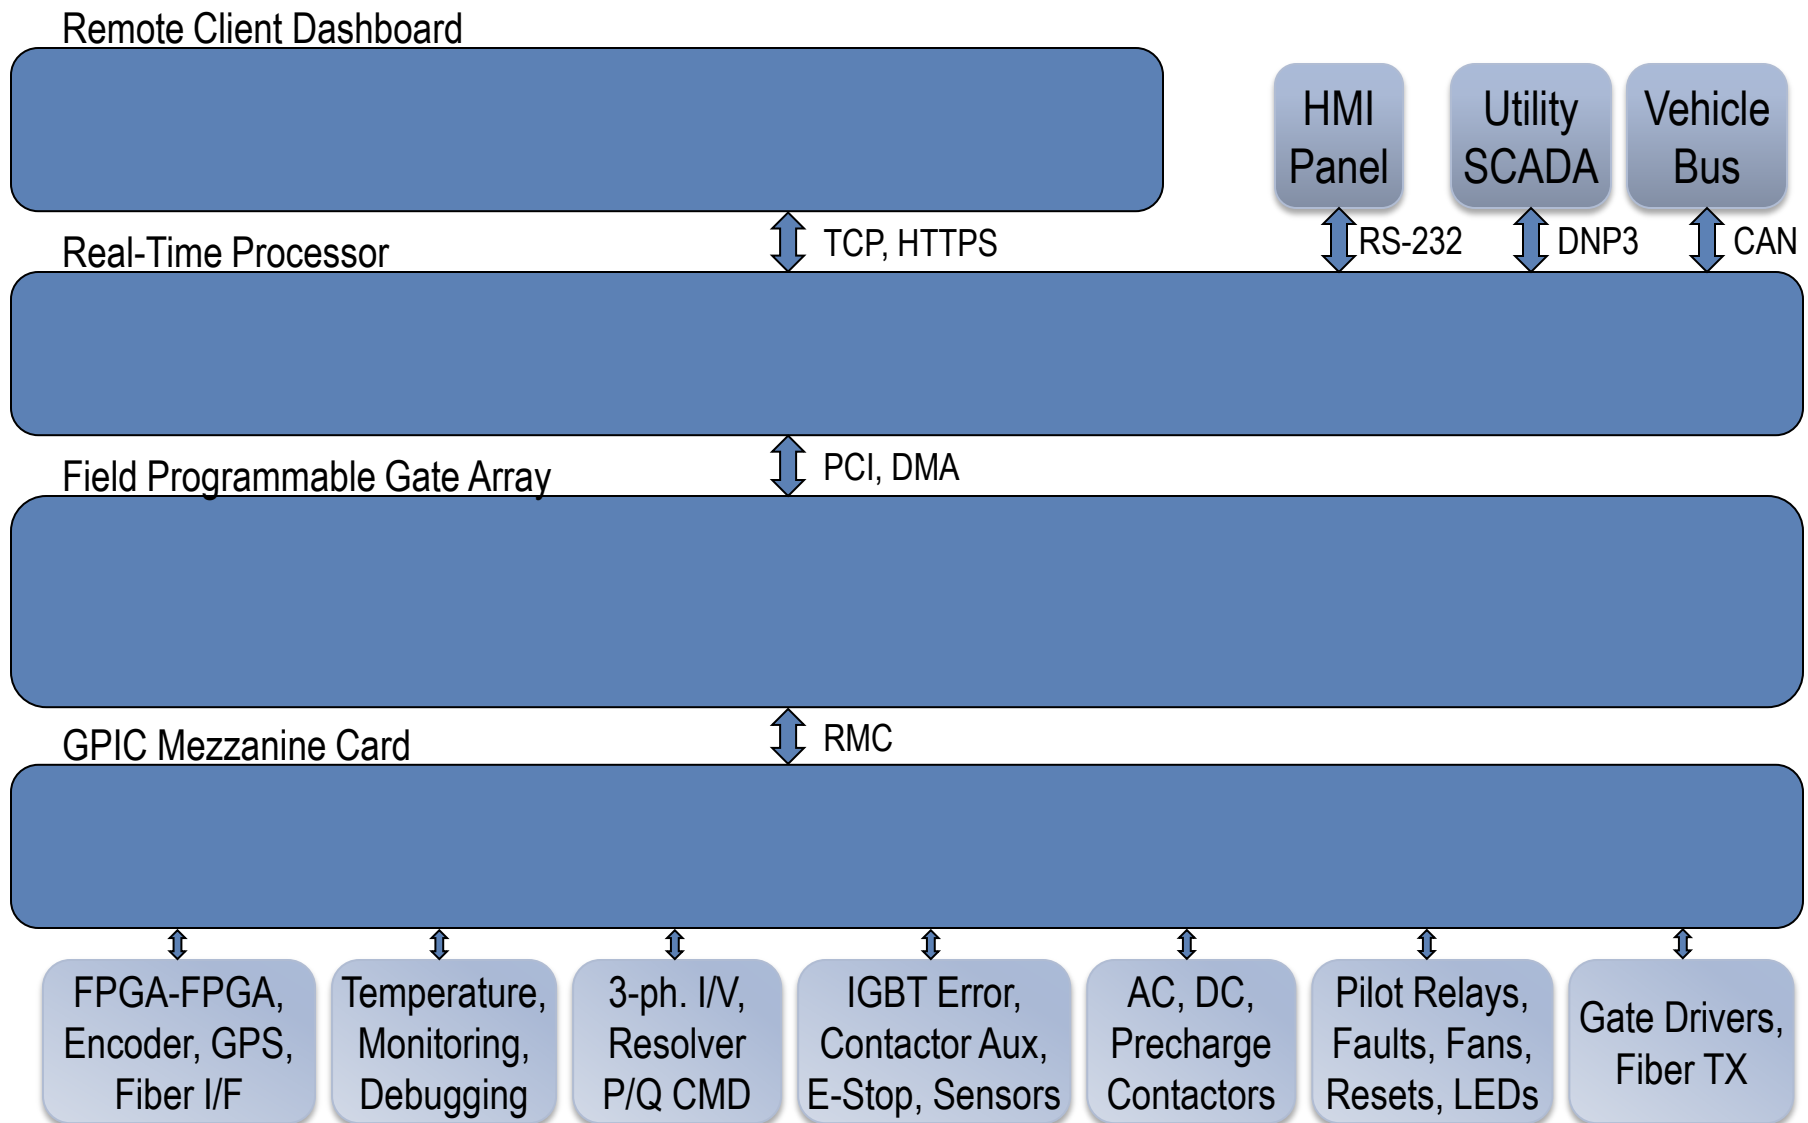 Remote Client Dashboard
HMI
Panel
Utility
SCADA
Vehicle
Bus
TCP, HTTPS
RS-232
DNP3
CAN
Real-Time Processor
PCI, DMA
Field Programmable Gate Array
RMC
GPIC Mezzanine Card
FPGA-FPGA,
Encoder, GPS,
Fiber I/F
Temperature,
Monitoring,
Debugging
3-ph. I/V,
Resolver
P/Q CMD
IGBT Error,
Contactor Aux,
E-Stop, Sensors
AC, DC,
Precharge
Contactors
Pilot Relays,
Faults, Fans,
Resets, LEDs
Gate Drivers,
Fiber TX